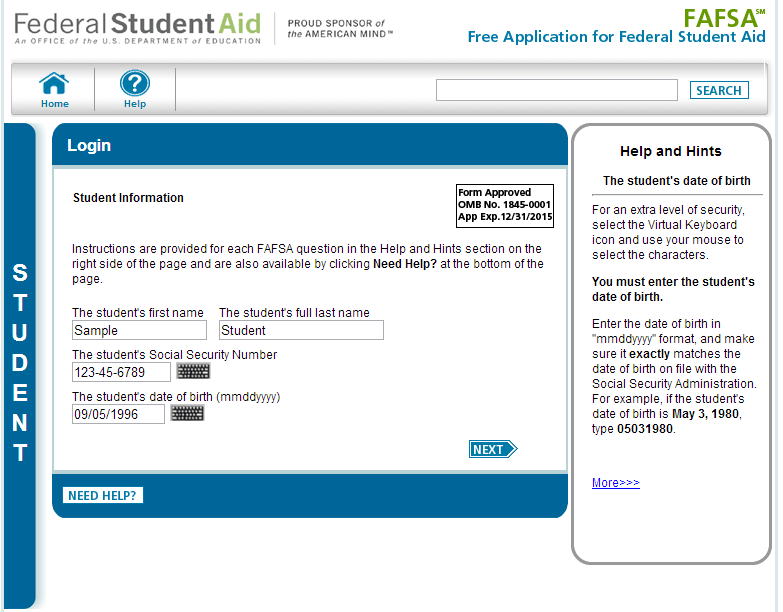 Federal Student Aid
An OFFICE of the U.S. DEPARTMENT of EDUCATION
PROUD SPONSOR of
the AMERICAN MIND™
FAFSA℠
Free Application for Federal Student Aid
Home
Help
SEARCH
STUDENT
Login
Student Information
Form Approved
OMB No. 1845-0001
App Exp.12/31/2015
Instructions are provided for each FAFSA question in the Help and Hints section on the
right side of the page and are also available by clicking Need Help? at the bottom of the
page.
The student's first name The student's full last name
Sample Student
The student's Social Security Number
123-45-6789
The student's date of birth (mmddyyyy)
09/05/1996
NEXT
NEED HELP?
Help and Hints
The student's date of birth
For an extra level of security,
select the Virtual Keyboard
icon and use your mouse to
select the characters.
You must enter the student's
date of birth.
Enter the date of birth in
"mmddyyyy" format, and make
sure it exactly matches the
date of birth on file with the
Social Security Administration.
For example, if the student's
date of birth is May 3, 1980,
type 05031980.
More>>>